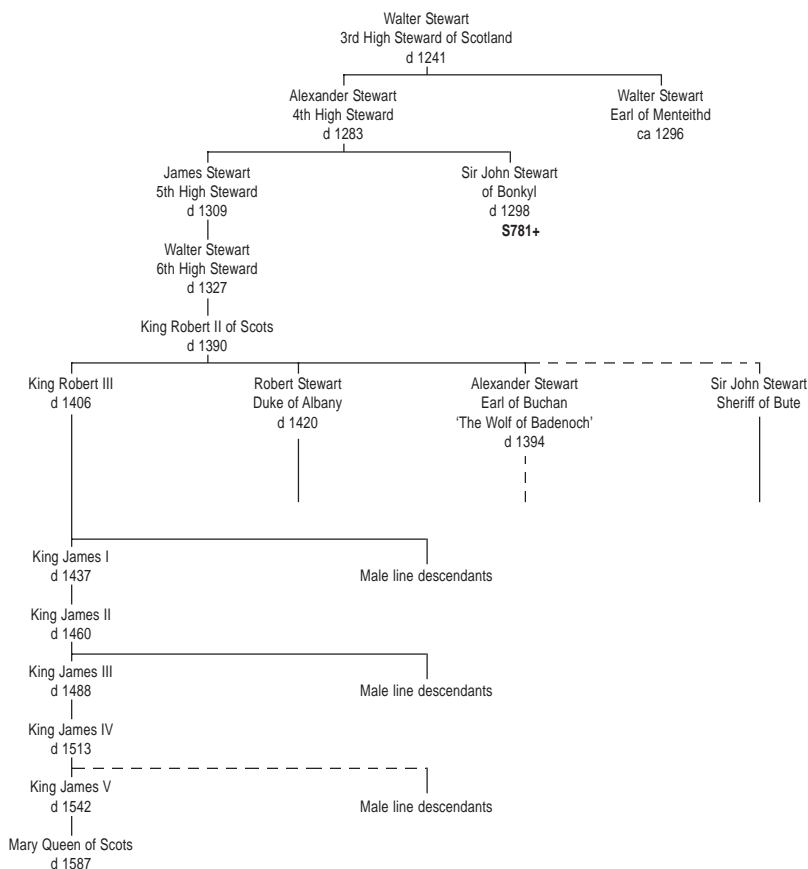 Walter Stewart
3rd High Steward of Scotland
d 1241
Alexander Stewart
4th High Steward
d 1283
Walter Stewart
Earl of Menteithd
ca 1296
James Stewart
5th High Steward
d 1309
Sir John Stewart
of Bonkyl
d 1298
S781+
Walter Stewart
6th High Steward
d 1327
King Robert II of Scots
d 1390
King Robert III
d 1406
Robert Stewart
Duke of Albany
d 1420
Alexander Stewart
Earl of Buchan
‘The Wolf of Badenoch’
d 1394
Sir John Stewart
Sheriff of Bute
King James I
d 1437
Male line descendants
King James II
d 1460
King James III
d 1488
Male line descendants
King James IV
d 1513
King James V
d 1542
Male line descendants
Mary Queen of Scots
d 1587